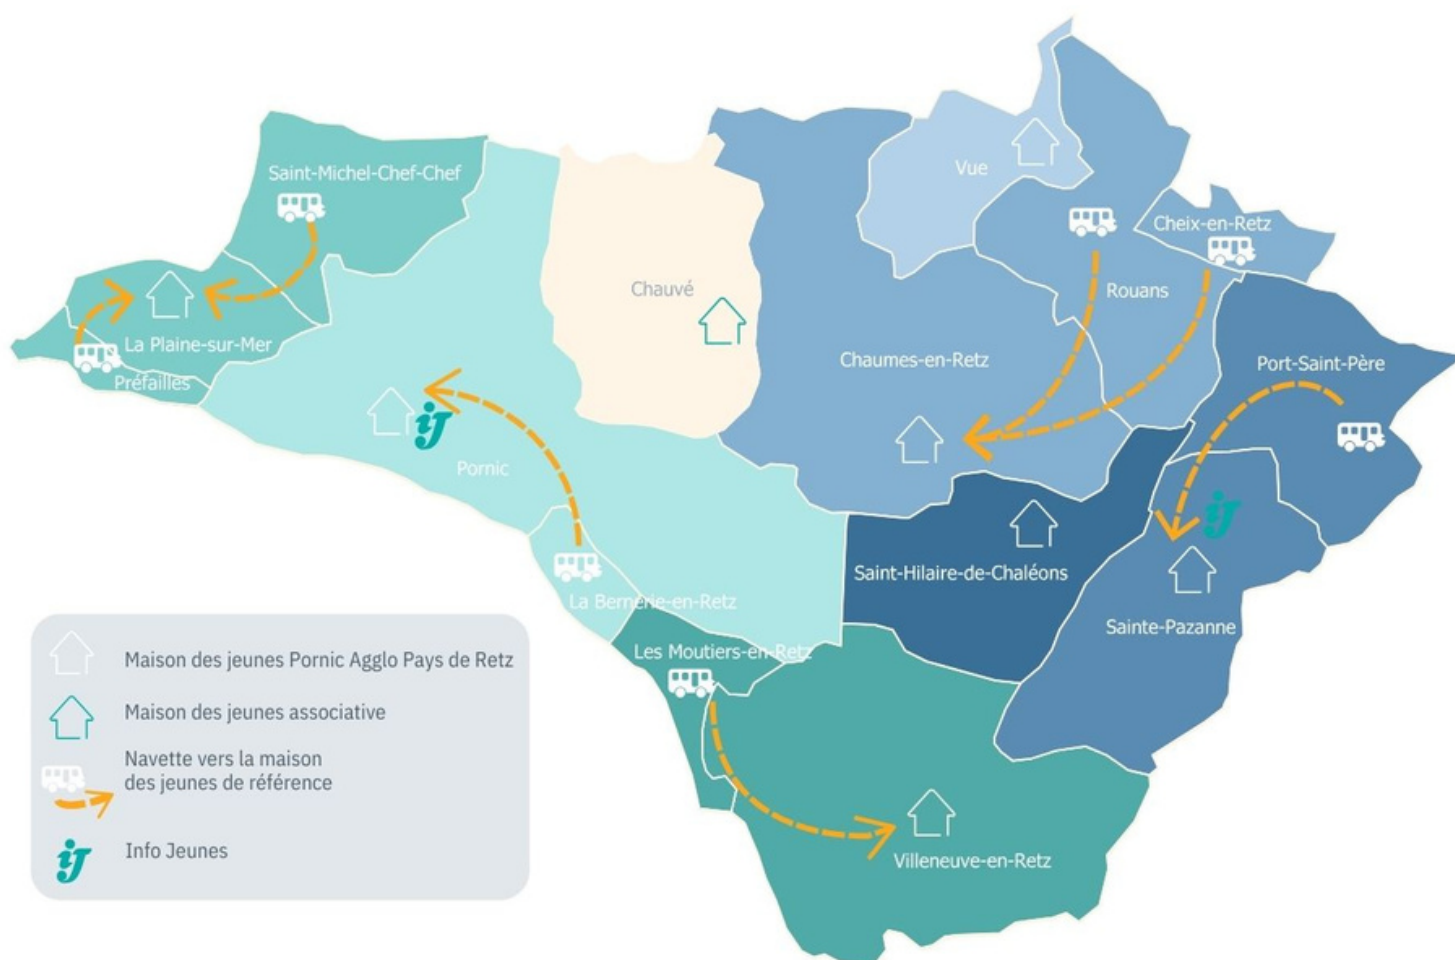 Saint-Michel-Chef-Chef
Vue
Cheix-en-Retz
Chauvé
Rouans
La Plaine-sur-Mer
Chaumes-en-Retz
Port-Saint-Père
Préfailles
iJ
Pornic
iJ
Saint-Hilaire-de-Chaléons
La Bernerie-en-Retz
Sainte-Pazanne
Les Moutiers-en-Retz
Villeneuve-en-Retz
Maison des jeunes Pornic Agglo Pays de Retz
Maison des jeunes associative
Navette vers la maison
des jeunes de référence
iJ
Info Jeunes